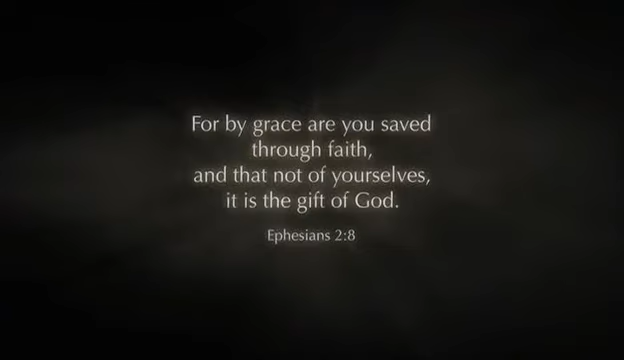 For by grace are you saved
through faith,
and that not of yourselves,
it is the gift of God.
Ephesians 2:8